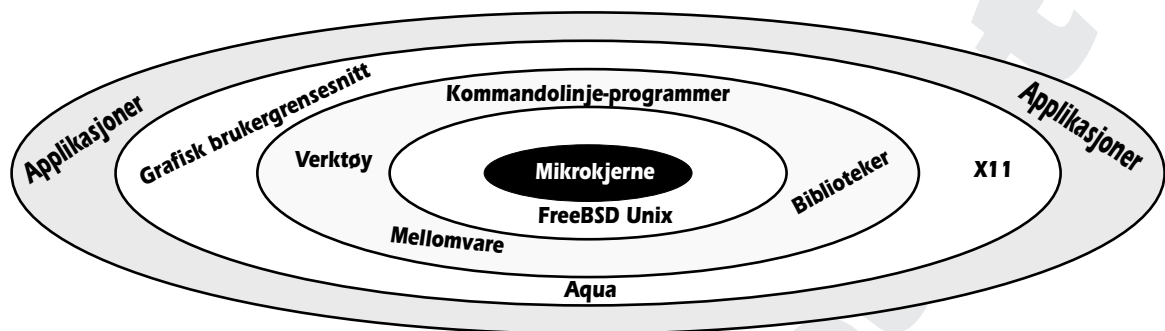 Applikasjoner
Grafisk brukergrensesnitt
Kommandolinje-programmer
Applikasjoner
Verktøy
Mikrokjerne
Biblioteker
X11
FreeBSD Unix
Mellomvare
Aqua